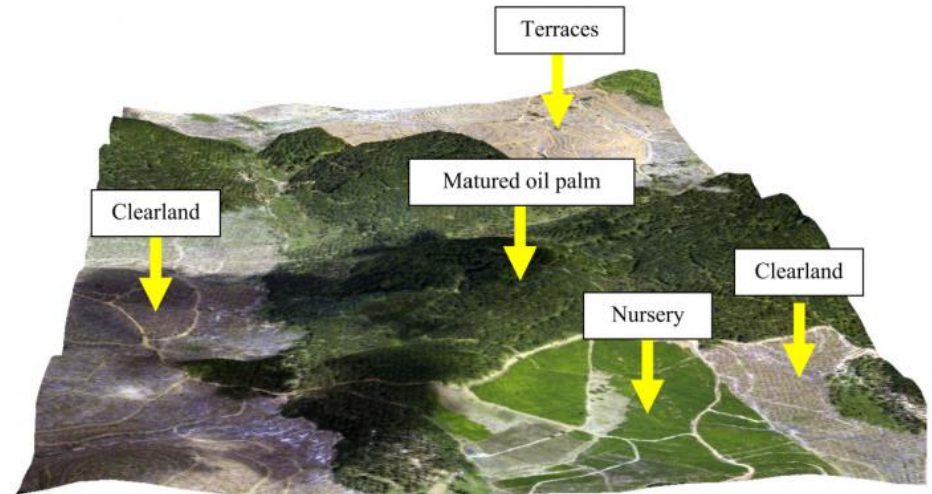 Terraces
Matured oil palm
Clearland
Clearland
Nursery